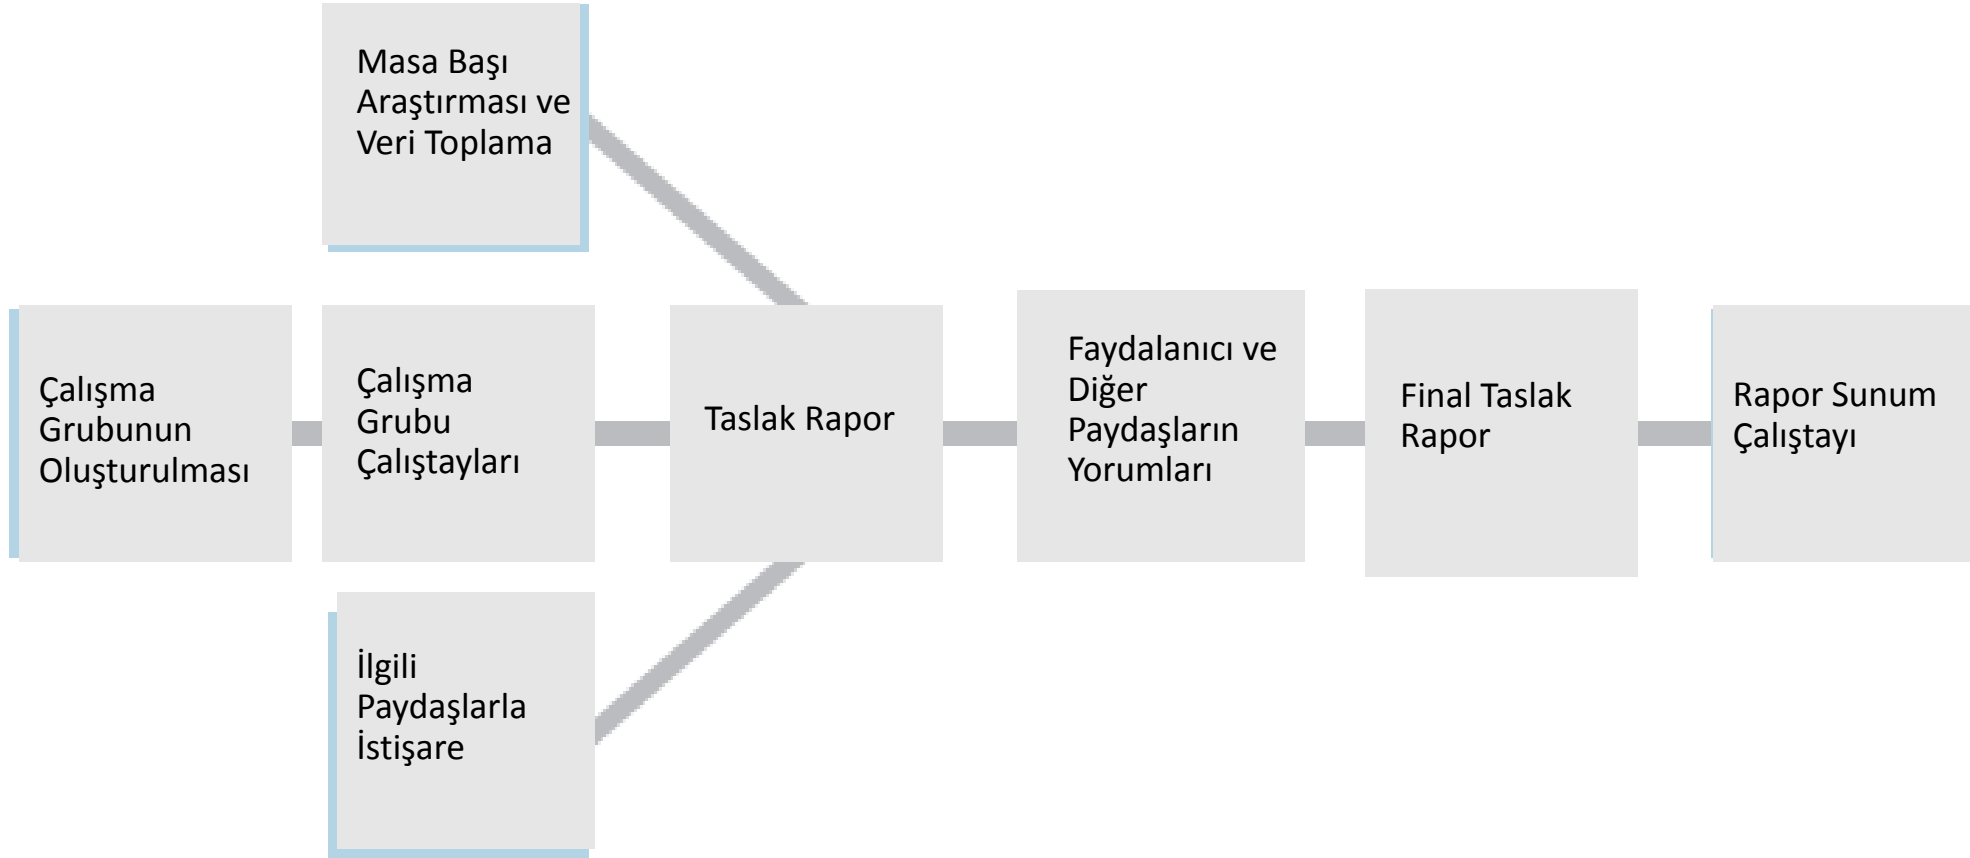 Masa Başı
Araştırması ve
Veri Toplama
Çalışma
Grubunun
Oluşturulması
Çalışma
Grubu
Çalıştayları
Taslak Rapor
Faydalanıcı ve
Diğer
Paydaşların
Yorumları
Final Taslak
Rapor
Rapor Sunum
Çalıştayı
İlgili
Paydaşlarla
İstişare